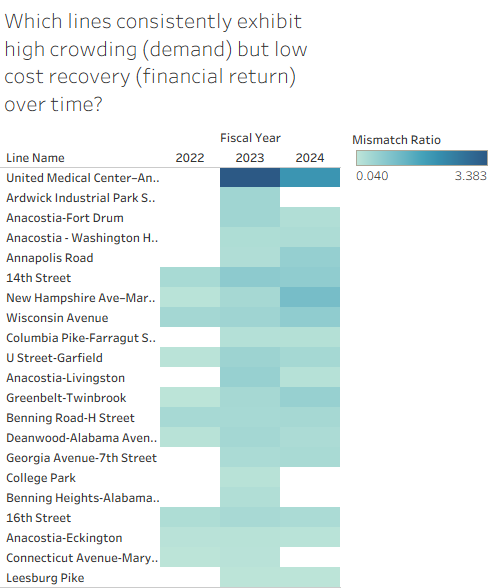 Which lines consistently exhibit
high crowding (demand) but low
cost recovery (financial return)
over time?
Fiscal Year
Mismatch Ratio
Line Name 2022 2023 2024
0.040 3.383
United Medical Center–An..
Ardwick Industrial Park S..
Anacostia-Fort Drum
Anacostia - Washington H..
Annapolis Road
14th Street
New Hampshire Ave–Mar..
Wisconsin Avenue
Columbia Pike-Farragut S..
U Street-Garfield
Anacostia-Livingston
Greenbelt-Twinbrook
Benning Road-H Street
Deanwood-Alabama Aven..
Georgia Avenue-7th Street
College Park
Benning Heights-Alabama..
16th Street
Anacostia-Eckington
Connecticut Avenue-Mary..
Leesburg Pike